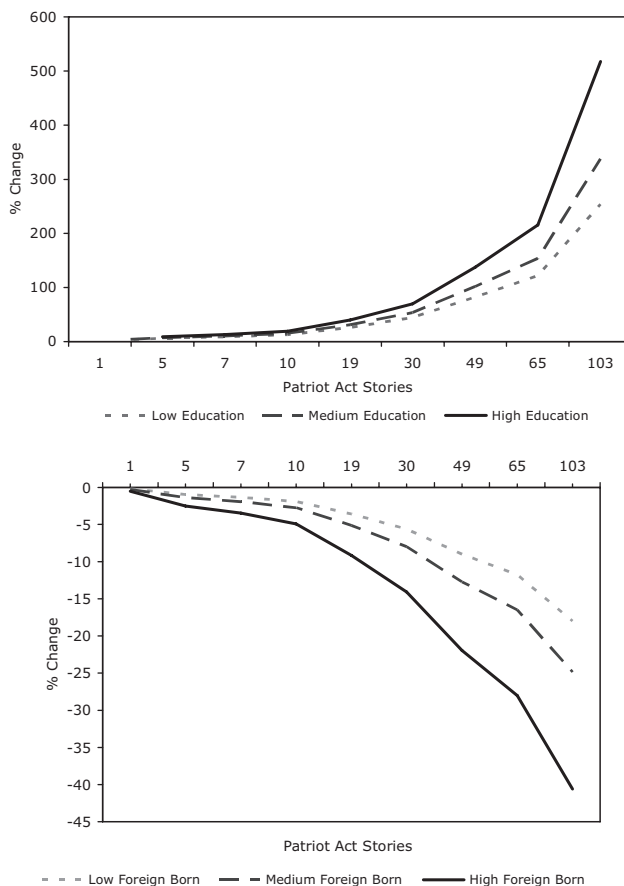 600
500
400
300
200
100
0
% Change
1 5 7 10 19 30 49 65 103
Patriot Act Stories
Low Education Medium Education High Education
1 5 7 10 19 30 49 65 103
0
-5
-10
-15
-20
-25
-30
-35
-40
-45
% Change
Patriot Act Stories
Low Foreign Born Medium Foreign Born High Foreign Born